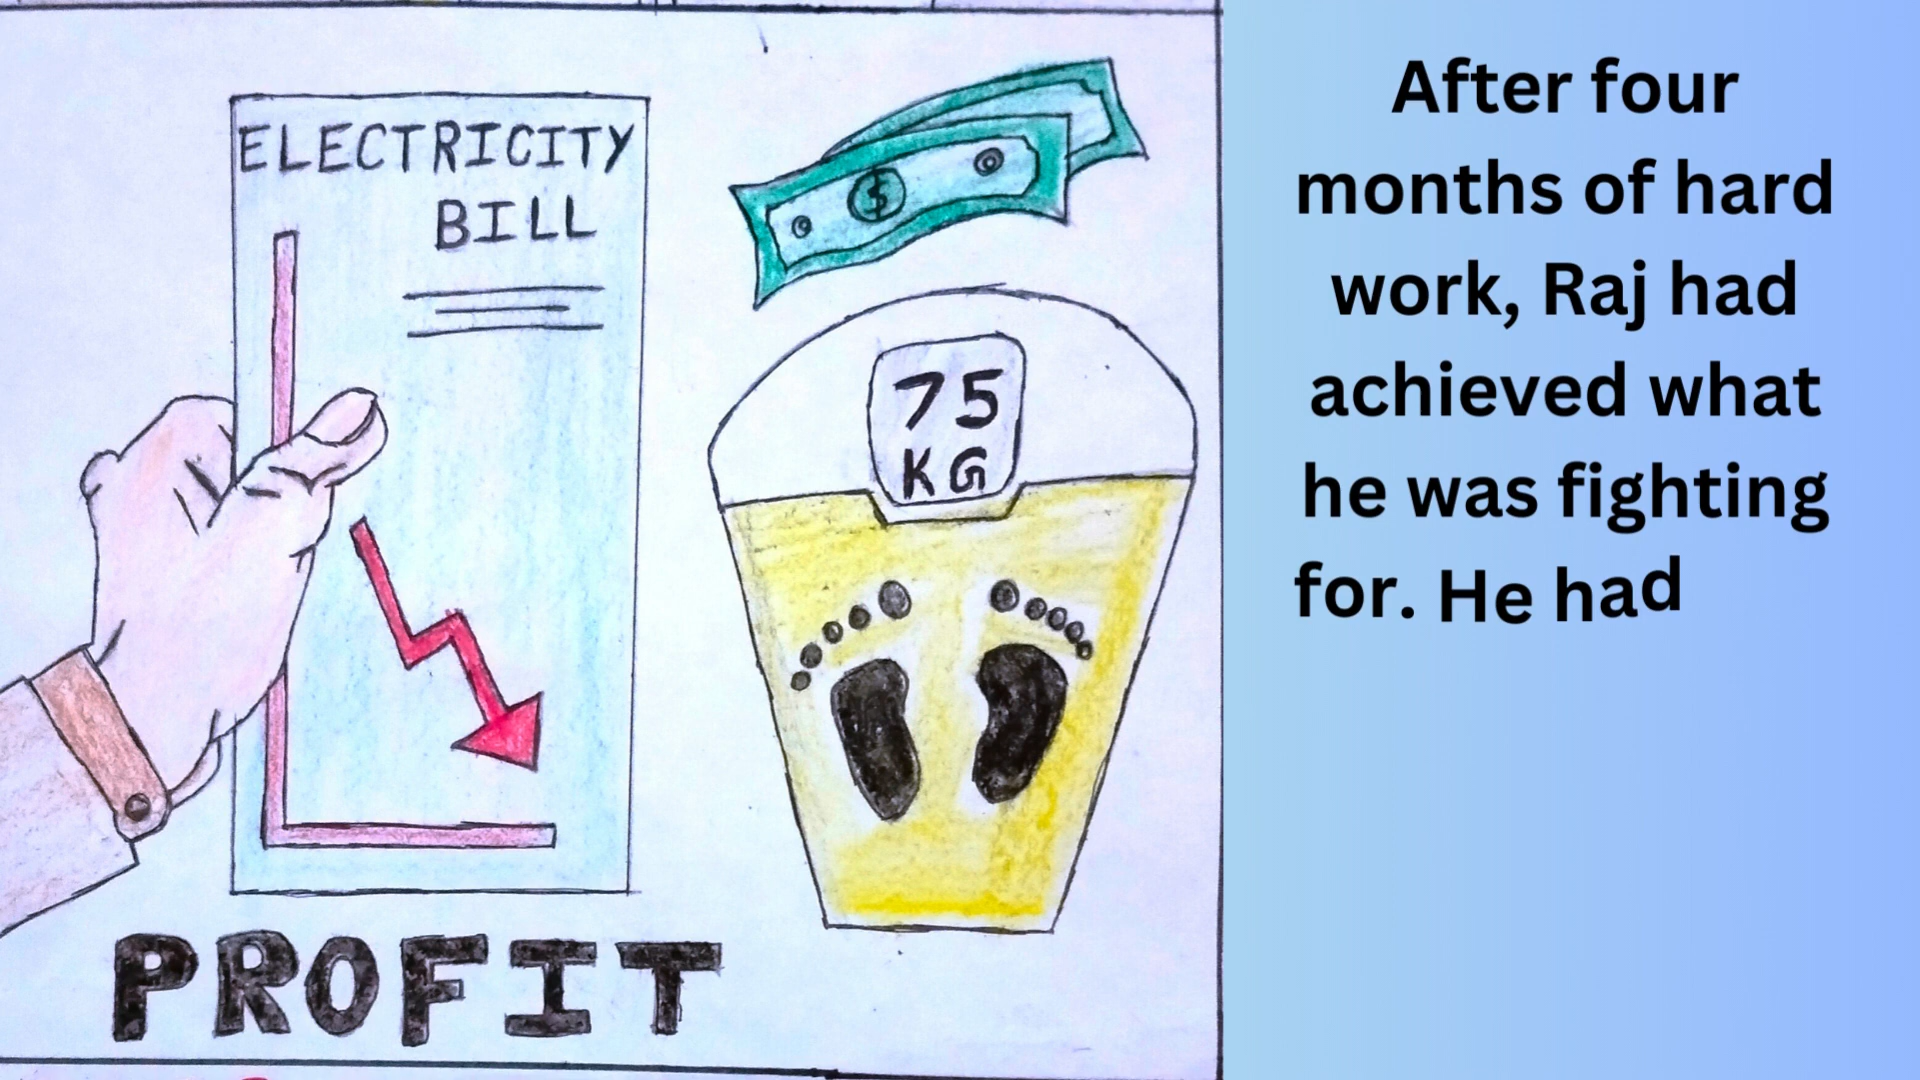 ELECTRICITY
BILL
$
75
KG
PROFIT
After four
months of hard
work, Raj had
achieved what
he was fighting
for. He had